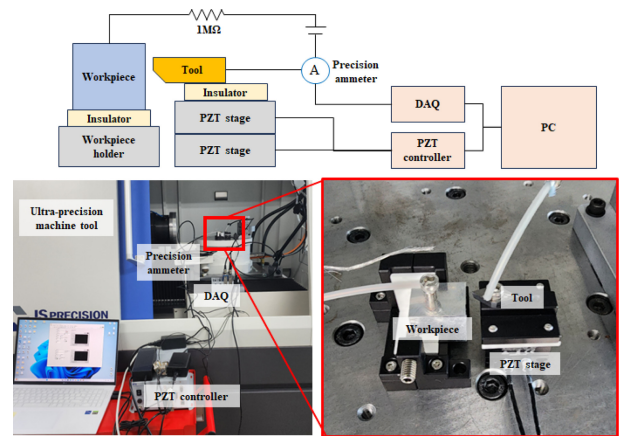 1MΩ
Precision
ammeter
A
Tool
Workpiece
Insulator
DAQ
Insulator
PZT stage
PC
Workpiece
holder
PZT stage
PZT
controller
Ultra-precision
machine tool
Precision
ammeter
DAQ
IS PRECISION
PZT controller
Tool
Workpiece
PZT stage